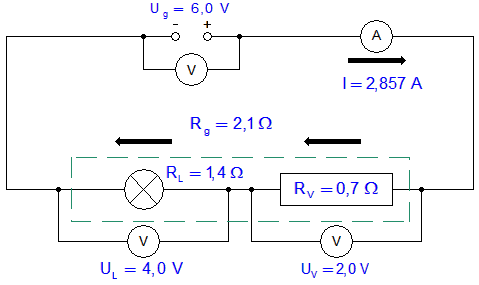 U_g = 6,0 V
- +
V
A
I = 2,857 A
R_g = 2,1 Ω
R_L = 1,4 Ω
R_V = 0,7 Ω
V
V
U_L = 4,0 V
U_V = 2,0 V